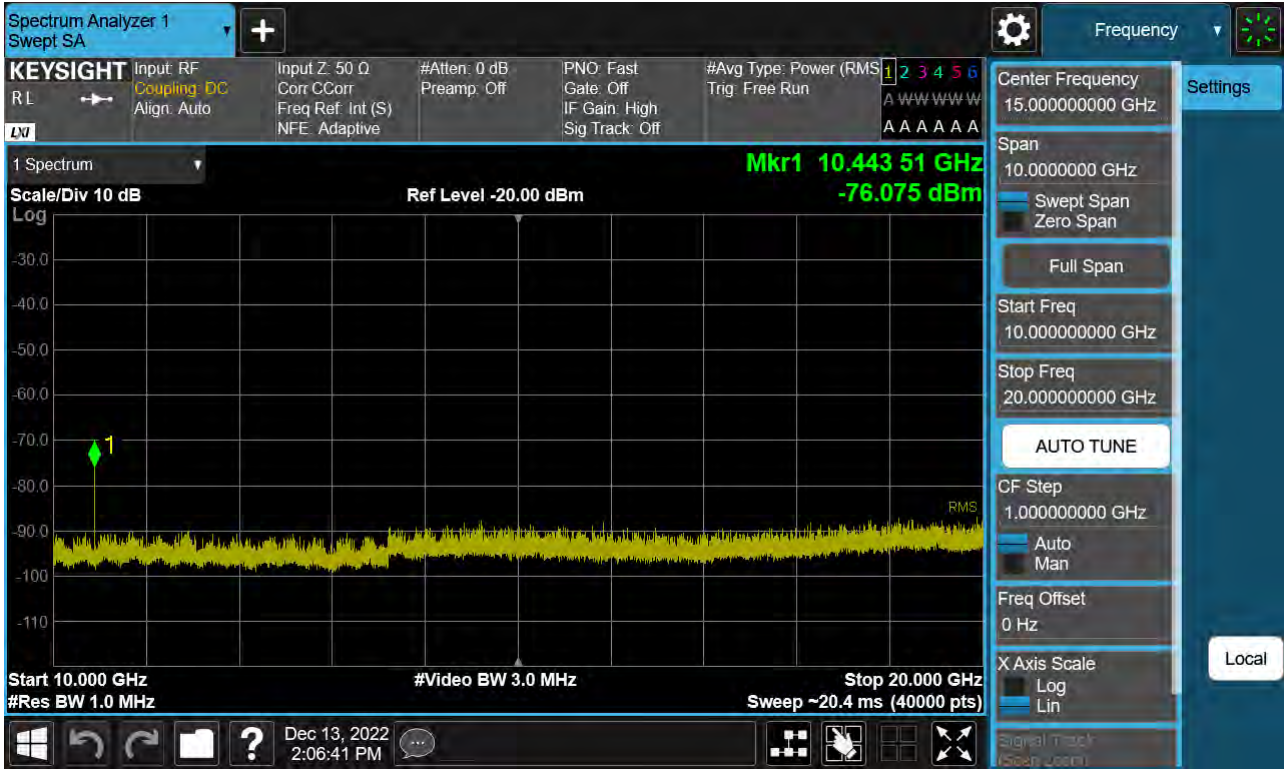 Spectrum Analyzer 1
Swept SA
+
Frequency
KEYSIGHT
R L
LXI
Input: RF
Coupling: DC
Align: Auto
Input Z: 50 Ω
Corr CCorr
Freq Ref: Int (S)
NFE: Adaptive
#Atten: 0 dB
Preamp: Off
PNO: Fast
Gate: Off
IF Gain: High
Sig Track: Off
#Avg Type: Power (RMS
Trig: Free Run
1 2 3 4 5 6
A W W W W W
A A A A A A
1 Spectrum
Scale/Div 10 dB
Log
Ref Level -20.00 dBm
Mkr1 10.443 51 GHz
-76.075 dBm
-30.0
-40.0
-50.0
-60.0
-70.0
1
-80.0
RMS
-90.0
-100
-110
Start 10.000 GHz
#Res BW 1.0 MHz
#Video BW 3.0 MHz
Stop 20.000 GHz
Sweep ~20.4 ms (40000 pts)
Center Frequency
15.000000000 GHz
Settings
Span
10.0000000 GHz
Swept Span
Zero Span
Full Span
Start Freq
10.000000000 GHz
Stop Freq
20.000000000 GHz
AUTO TUNE
CF Step
1.000000000 GHz
Auto
Man
Freq Offset
0 Hz
X Axis Scale
Log
Lin
Signal Track
(Span Zoom)
Local
?
Dec 13, 2022
2:06:41 PM